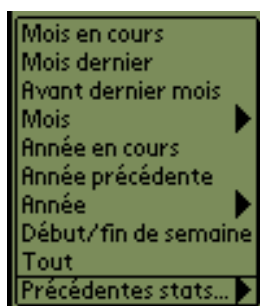 Mois en cours
Mois dernier
Avant dernier mois
Mois
Année en cours
Année précédente
Année
Début/fin de semaine
Tout
Précédentes stats...